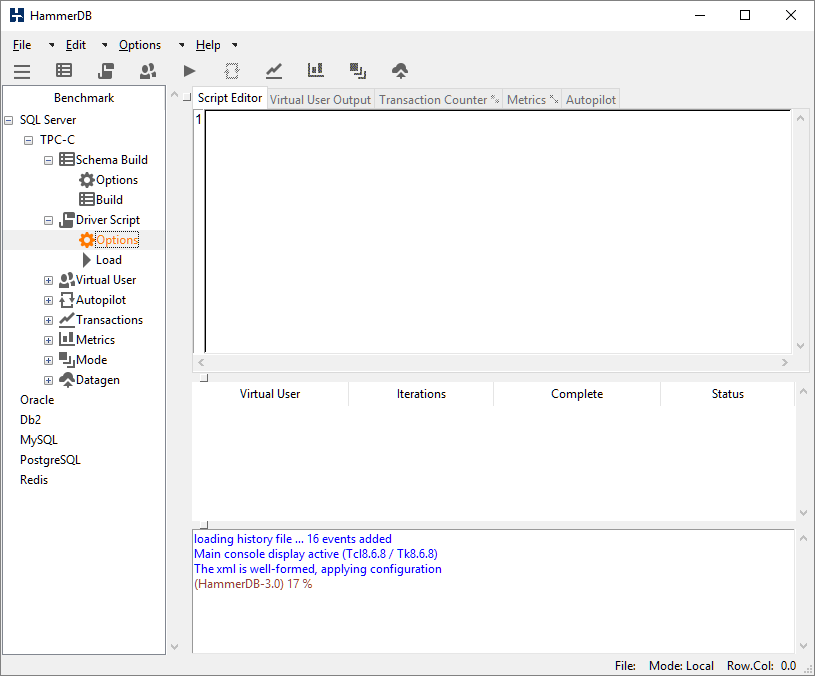 HammerDB
File Edit Options Help
Benchmark
SQL Server
TPC-C
Schema Build
Options
Build
Driver Script
Options
Load
Virtual User
Autopilot
Transactions
Metrics
Mode
Datagen
Oracle
Db2
MySQL
PostgreSQL
Redis
Script Editor Virtual User Output Transaction Counter Metrics Autopilot
1
Virtual User Iterations Complete Status
loading history file ... 16 events added
Main console display active (Tcl8.6.8 / Tk8.6.8)
The xml is well-formed, applying configuration
(HammerDB-3.0) 17 %
File: Mode: Local Row.Col: 0.0